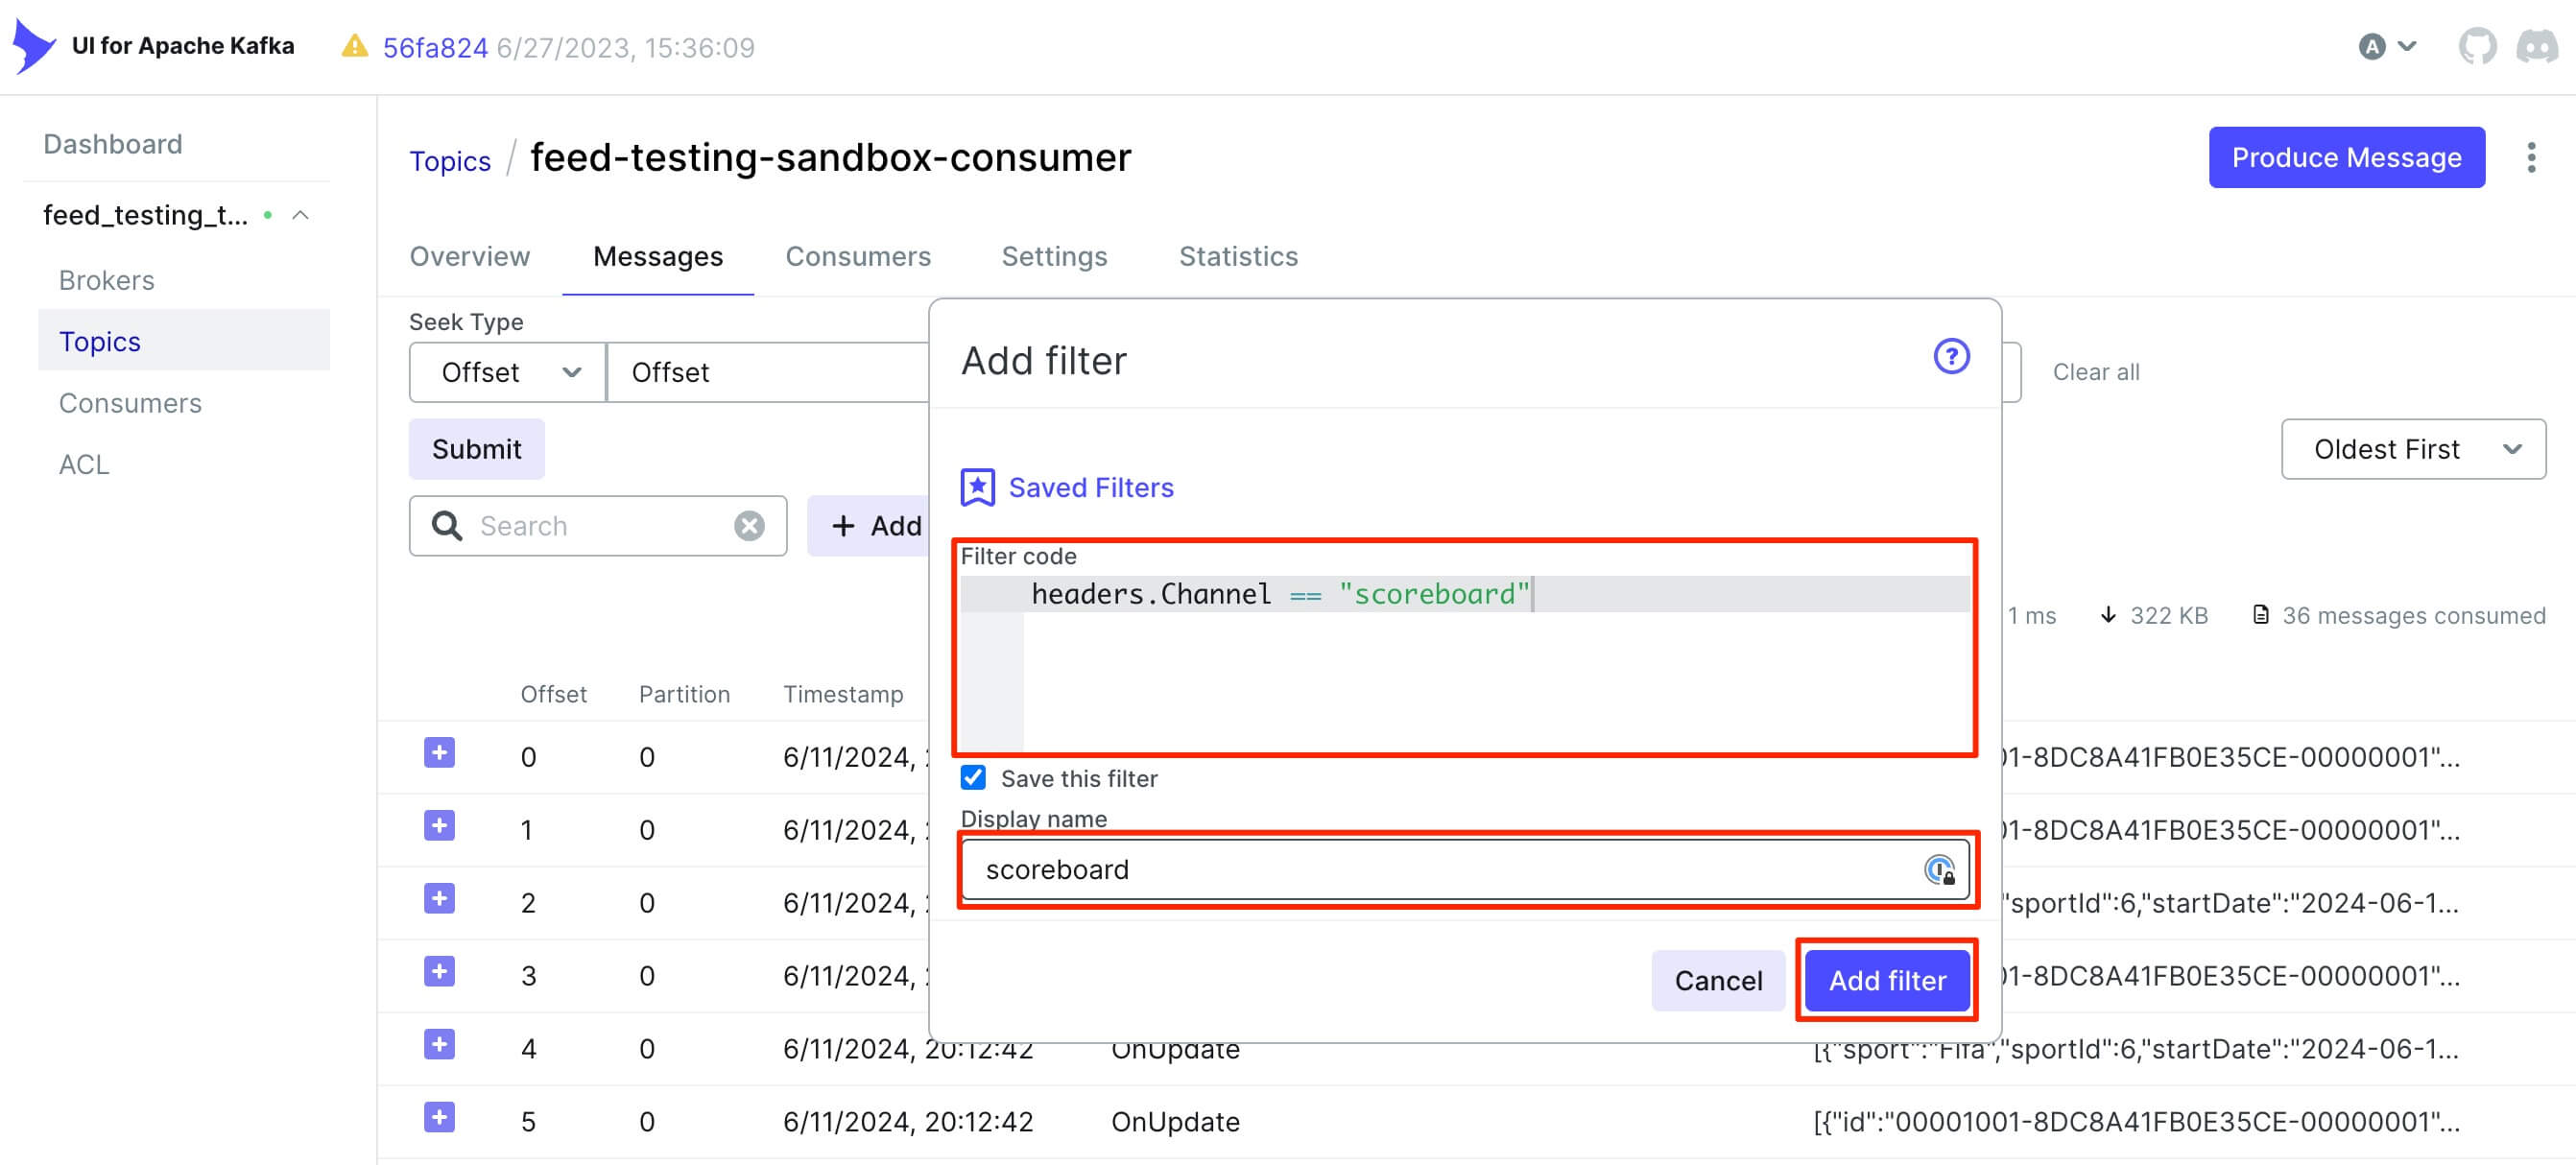 UI for Apache Kafka 56fa824 6/27/2023, 15:36:09 A
Dashboard
feed_testing_t...
Brokers
Topics
Consumers
ACL
Topics / feed-testing-sandbox-consumer
Produce Message
Overview Messages Consumers Settings Statistics
Seek Type
Offset Offset
Clear all
Submit
Oldest First
Search
+ Add
1 ms 322 KB 36 messages consumed
Add filter ?
Saved Filters
Filter code
headers.Channel == "scoreboard"
Save this filter
Display name
scoreboard
Cancel Add filter
Offset Partition Timestamp
0 0 6/11/2024, 1-8DC8A41FB0E35CE-00000001"...
1 0 6/11/2024, 1-8DC8A41FB0E35CE-00000001"...
2 0 6/11/2024, "sportId":6,"startDate":"2024-06-1...
3 0 6/11/2024, 1-8DC8A41FB0E35CE-00000001"...
4 0 6/11/2024, 20:12:42 OnUpdate [{"sport":"Fifa","sportId":6,"startDate":"2024-06-1...
5 0 6/11/2024, 20:12:42 OnUpdate [{"id":"00001001-8DC8A41FB0E35CE-00000001"...